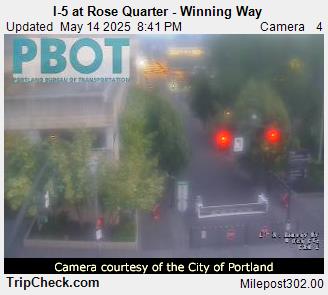 I-5 at Rose Quarter - Winning Way
Updated May 14 2025 8:41 PM Camera 4
PBOT
PORTLAND BUREAU OF TRANSPORTATION
Camera courtesy of the City of Portland
TripCheck.com Milepost302.00